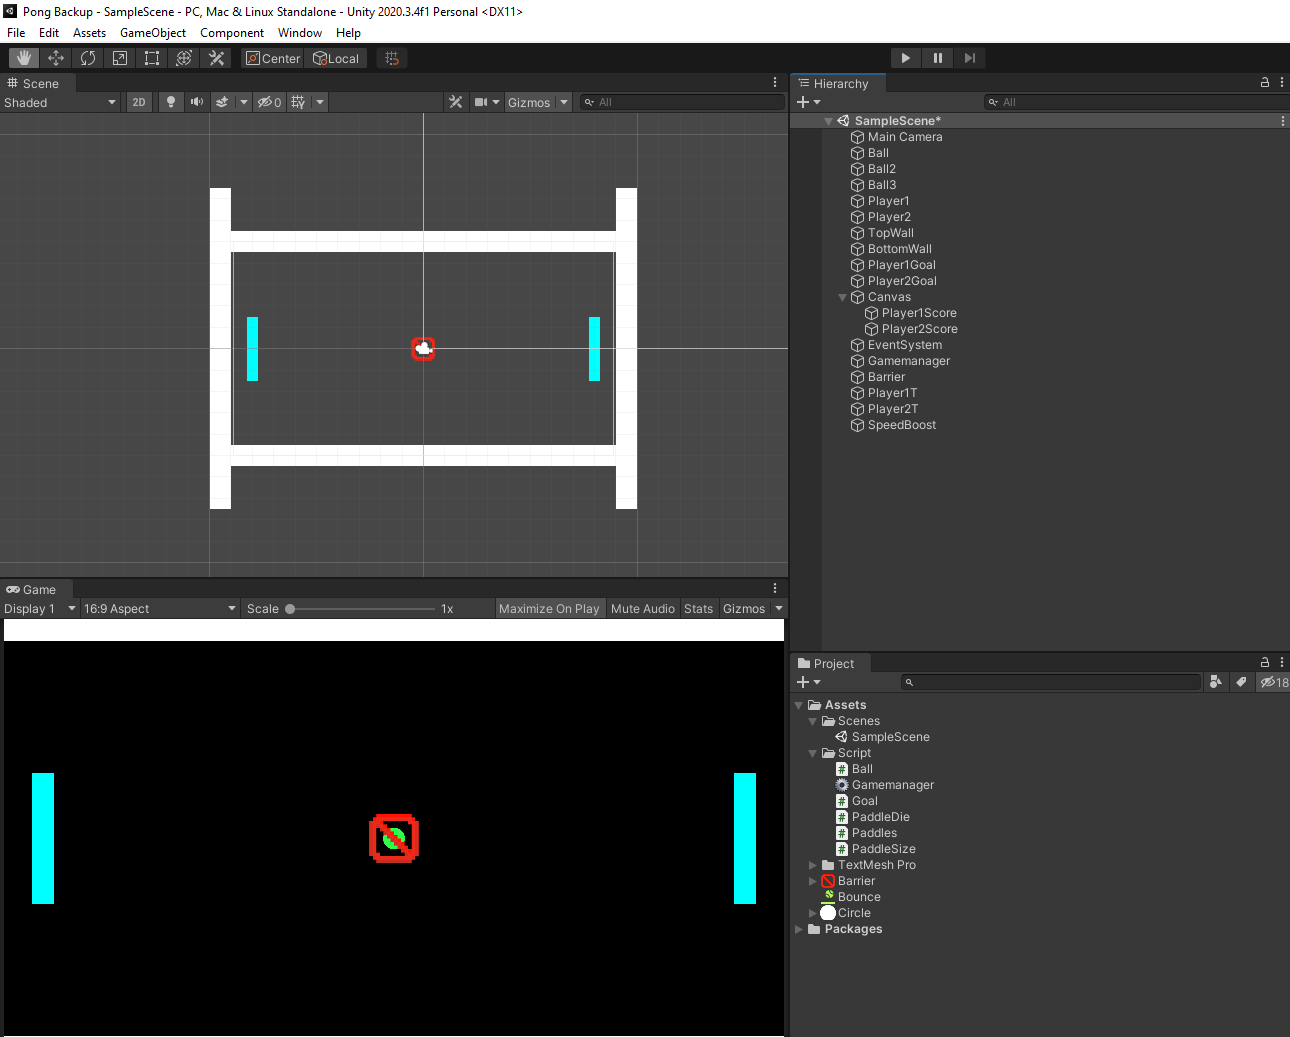 Pong Backup - SampleScene - PC, Mac & Linux Standalone - Unity 2020.3.4f1 Personal <DX11>
File Edit Assets GameObject Component Window Help
Center Local
Scene
Shaded 2D 0 Gizmos All
Hierarchy
All
SampleScene*
Main Camera
Ball
Ball2
Ball3
Player1
Player2
TopWall
BottomWall
Player1Goal
Player2Goal
Canvas
Player1Score
Player2Score
EventSystem
Gamemanager
Barrier
Player1T
Player2T
SpeedBoost
Game
Display 1 16:9 Aspect Scale 1x Maximize On Play Mute Audio Stats Gizmos
Project
18
Assets
Scenes
SampleScene
Script
Ball
Gamemanager
Goal
PaddleDie
Paddles
PaddleSize
TextMesh Pro
Barrier
Bounce
Circle
Packages